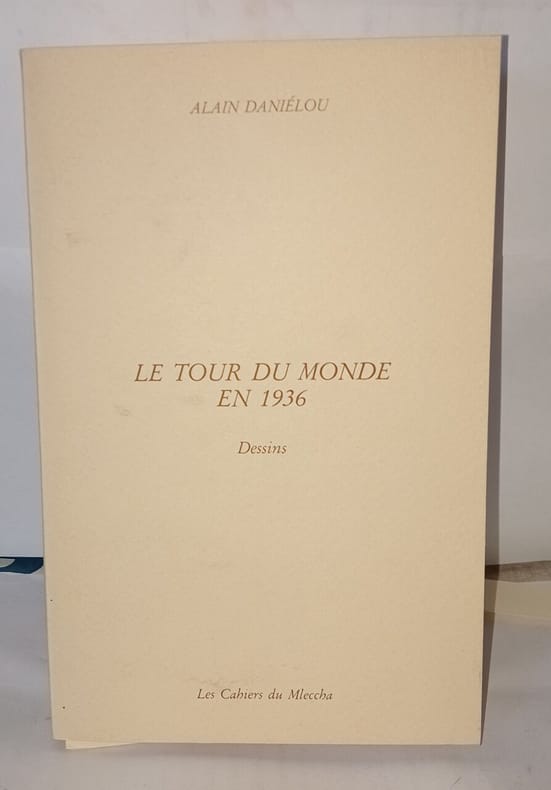 ALAIN DANIÉLOU
LE TOUR DU MONDE
EN 1936
Dessins
Les Cahiers du Mleccha